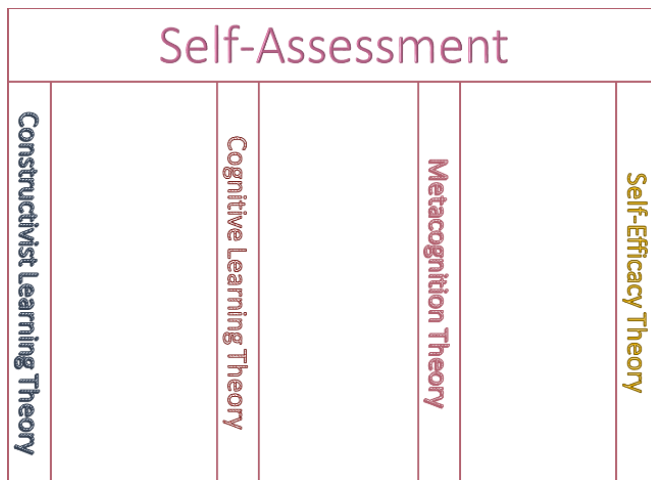 Self-Assessment
Constructivist Learning Theory
Cognitive Learning Theory
Metacognition Theory
Self-Efficacy Theory